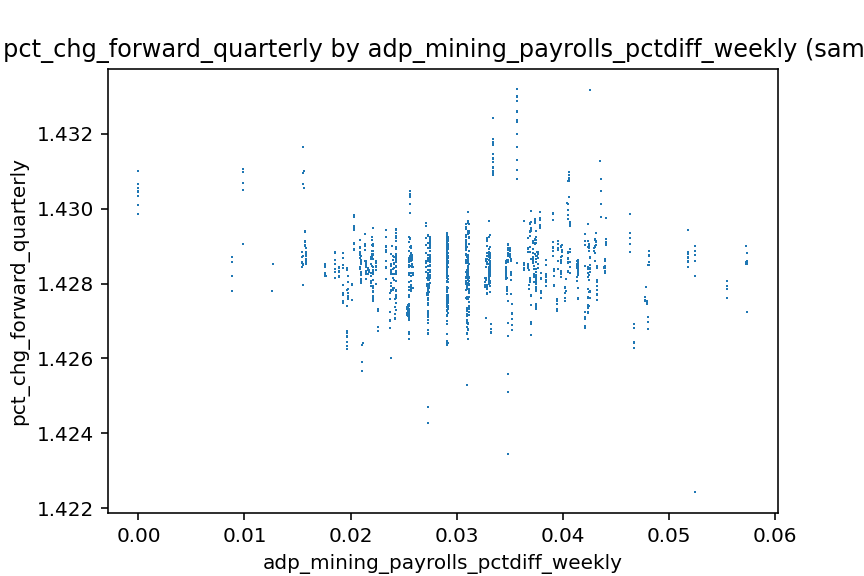 pct_chg_forward_quarterly by adp_mining_payrolls_pctdiff_weekly (sam
pct_chg_forward_quarterly
1.432
1.430
1.428
1.426
1.424
1.422
0.00 0.01 0.02 0.03 0.04 0.05 0.06
adp_mining_payrolls_pctdiff_weekly